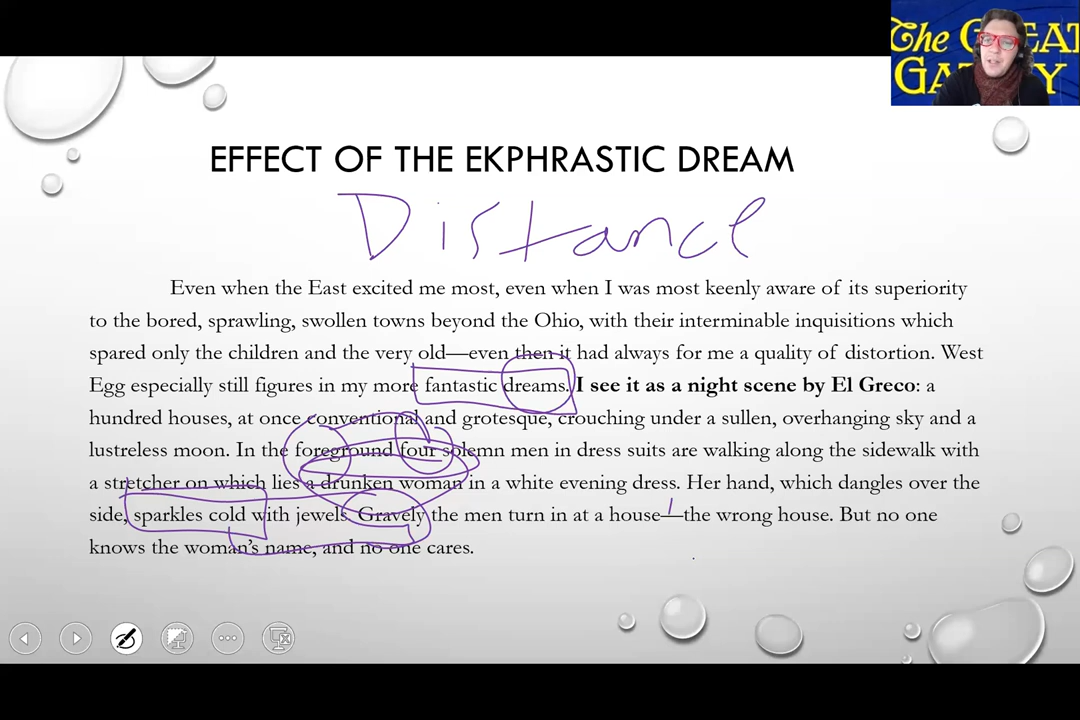 The GREAT
GATSBY
EFFECT OF THE EKPHRASTIC DREAM
Distance
Even when the East excited me most, even when I was most keenly aware of its superiority
to the bored, sprawling, swollen towns beyond the Ohio, with their interminable inquisitions which
spared only the children and the very old—even then it had always for me a quality of distortion. West
Egg especially still figures in my more fantastic dreams. I see it as a night scene by El Greco: a
hundred houses, at once conventional and grotesque, crouching under a sullen, overhanging sky and a
lustreless moon. In the foreground four solemn men in dress suits are walking along the sidewalk with
a stretcher on which lies a drunken woman in a white evening dress. Her hand, which dangles over the
side, sparkles cold with jewels. Gravely the men turn in at a house—the wrong house. But no one
knows the woman's name, and no one cares.